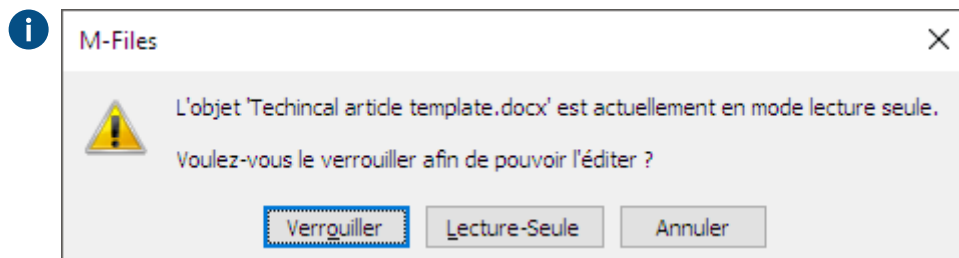 i
M-Files
L'objet 'Techincal article template.docx' est actuellement en mode lecture seule.
Voulez-vous le verrouiller afin de pouvoir l'éditer ?
Verrouiller
Lecture-Seule
Annuler